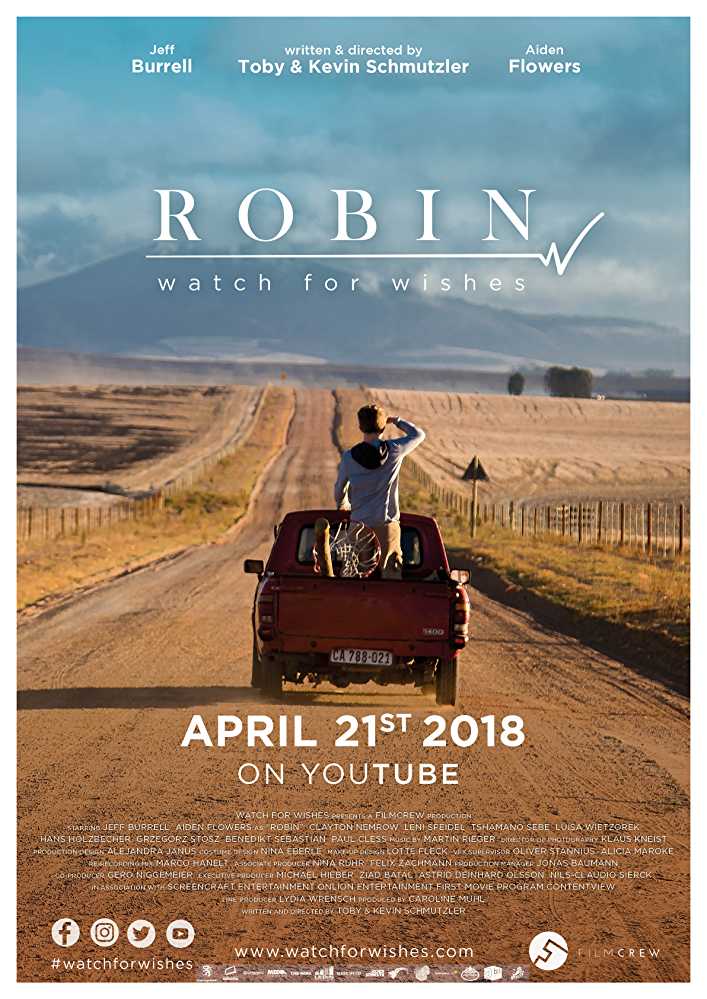 Jeff
Burrell
written & directed by
Toby & Kevin Schmutzler
Aiden
Flowers
ROBIN
watch for wishes
1400
CA 788-021
APRIL 21ST 2018
ON YOUTUBE
WATCH FOR WISHES PRESENTS A FILMCREW PRODUCTION
STARRING JEFF BURRELL AIDEN FLOWERS AS "ROBIN" CLAYTON NEMROW LENI SPEIDEL TSHAMANO SEBE LUISA WIETZOREK
HANS HOLZBECHER GRZEGORZ STOSZ BENEDIKT SEBASTIAN PAUL CLESS MUSIC BY MARTIN RIEGER DIRECTOR OF PHOTOGRAPHY KLAUS KNEIST
PRODUCTION DESIGN ALEJANDRA JANUS COSTUME DESIGN NINA EBERLE MAKE-UP DESIGN LOTTE FLECK VFX SUPERVISOR OLIVER STANNIUS ALICIA MAROKE
RE-RECORDING MIX MARCO HANELT ASSOCIATE PRODUCER NINA RUHR FELIX ZACHMANN PRODUCTION MANAGER JONAS BAUMANN
CO-PRODUCER GERO NIGGEMEIER EXECUTIVE PRODUCER MICHAEL HIEBER ZIAD BATAL ASTRID DEINHARD OLSSON NILS-CLAUDIO SIERCK
IN ASSOCIATION WITH SCREENCRAFT ENTERTAINMENT ONLION ENTERTAINMENT FIRST MOVIE PROGRAM CONTENTVIEW
LINE PRODUCER LYDIA WRENSCH PRODUCED BY CAROLINE MUHL
WRITTEN AND DIRECTED BY TOBY & KEVIN SCHMUTZLER
#watchforwishes
www.watchforwishes.com
FILMCREW